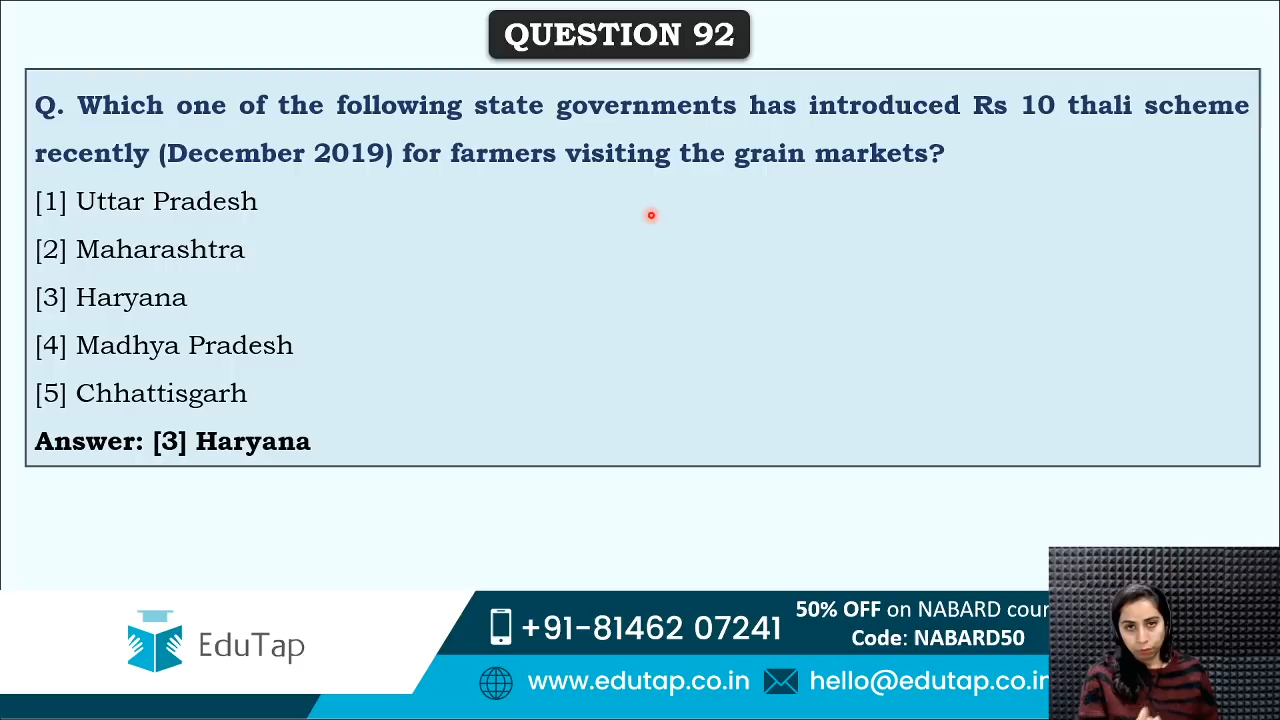 QUESTION 92
Q. Which one of the following state governments has introduced Rs 10 thali scheme
recently (December 2019) for farmers visiting the grain markets?
[1] Uttar Pradesh
[2] Maharashtra
[3] Haryana
[4] Madhya Pradesh
[5] Chhattisgarh
Answer: [3] Haryana
EduTap
+91-81462 07241
50% OFF on NABARD cour
Code: NABARD50
www.edutap.co.in
hello@edutap.co.in